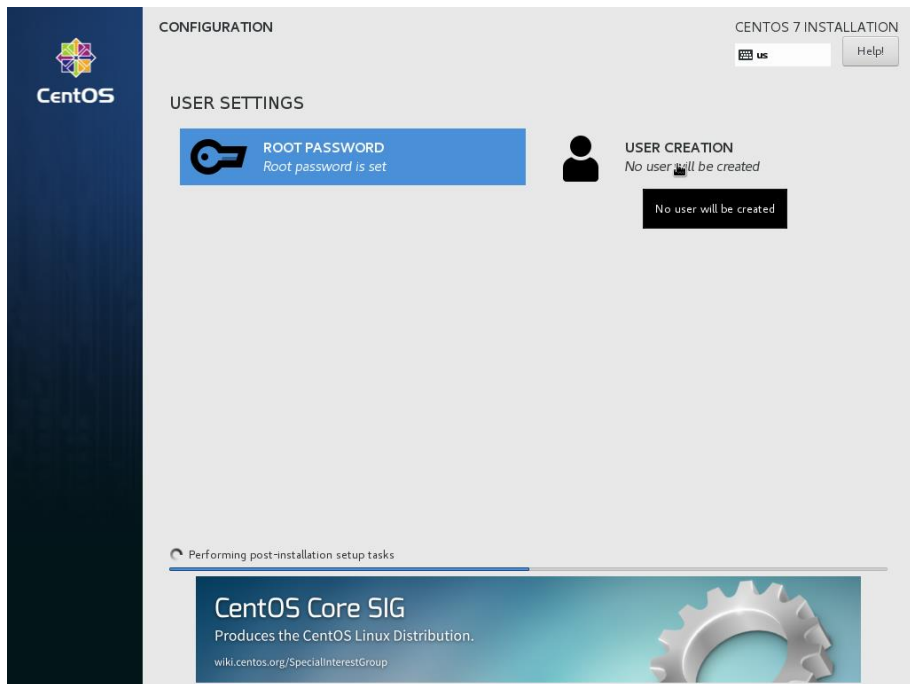 CONFIGURATION
CENTOS 7 INSTALLATION
us
Help!
CentOS
USER SETTINGS
ROOT PASSWORD
Root password is set
USER CREATION
No user will be created
No user will be created
Performing post-installation setup tasks
CentOS Core SIG
Produces the CentOS Linux Distribution.
wiki.centos.org/SpecialInterestGroup